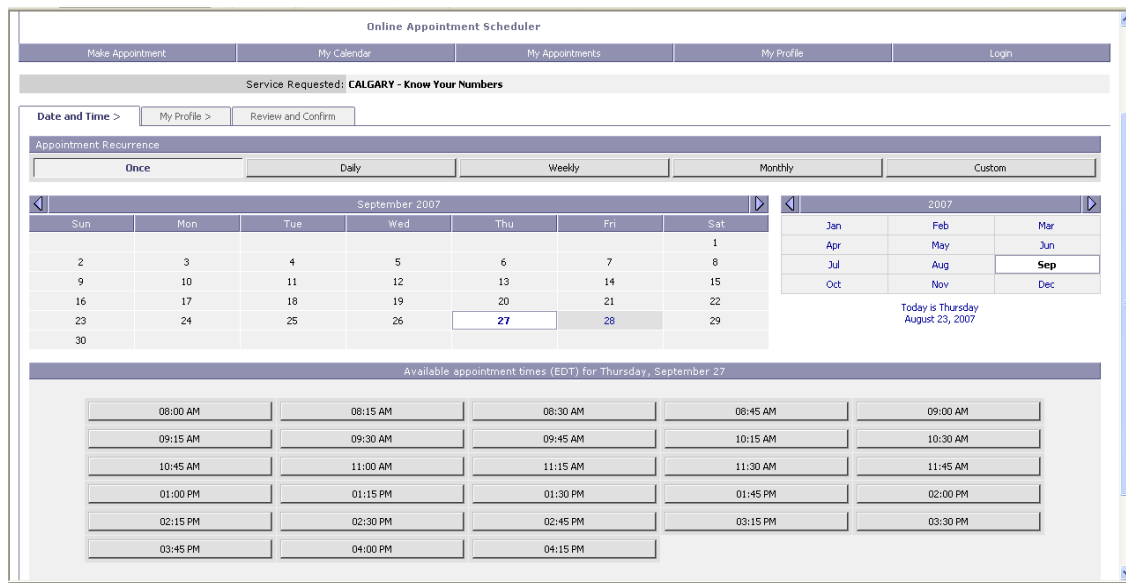 Online Appointment Scheduler
Make Appointment My Calendar My Appointments My Profile Login
Service Requested: CALGARY - Know Your Numbers
Date and Time > My Profile > Review and Confirm
Appointment Recurrence
Once Daily Weekly Monthly Custom
September 2007
Sun Mon Tue Wed Thu Fri Sat
1
2 3 4 5 6 7 8
9 10 11 12 13 14 15
16 17 18 19 20 21 22
23 24 25 26 27 28 29
30
2007
Jan Feb Mar
Apr May Jun
Jul Aug Sep
Oct Nov Dec
Today is Thursday
August 23, 2007
Available appointment times (EDT) for Thursday, September 27
08:00 AM 08:15 AM 08:30 AM 08:45 AM 09:00 AM
09:15 AM 09:30 AM 09:45 AM 10:15 AM 10:30 AM
10:45 AM 11:00 AM 11:15 AM 11:30 AM 11:45 AM
01:00 PM 01:15 PM 01:30 PM 01:45 PM 02:00 PM
02:15 PM 02:30 PM 02:45 PM 03:15 PM 03:30 PM
03:45 PM 04:00 PM 04:15 PM